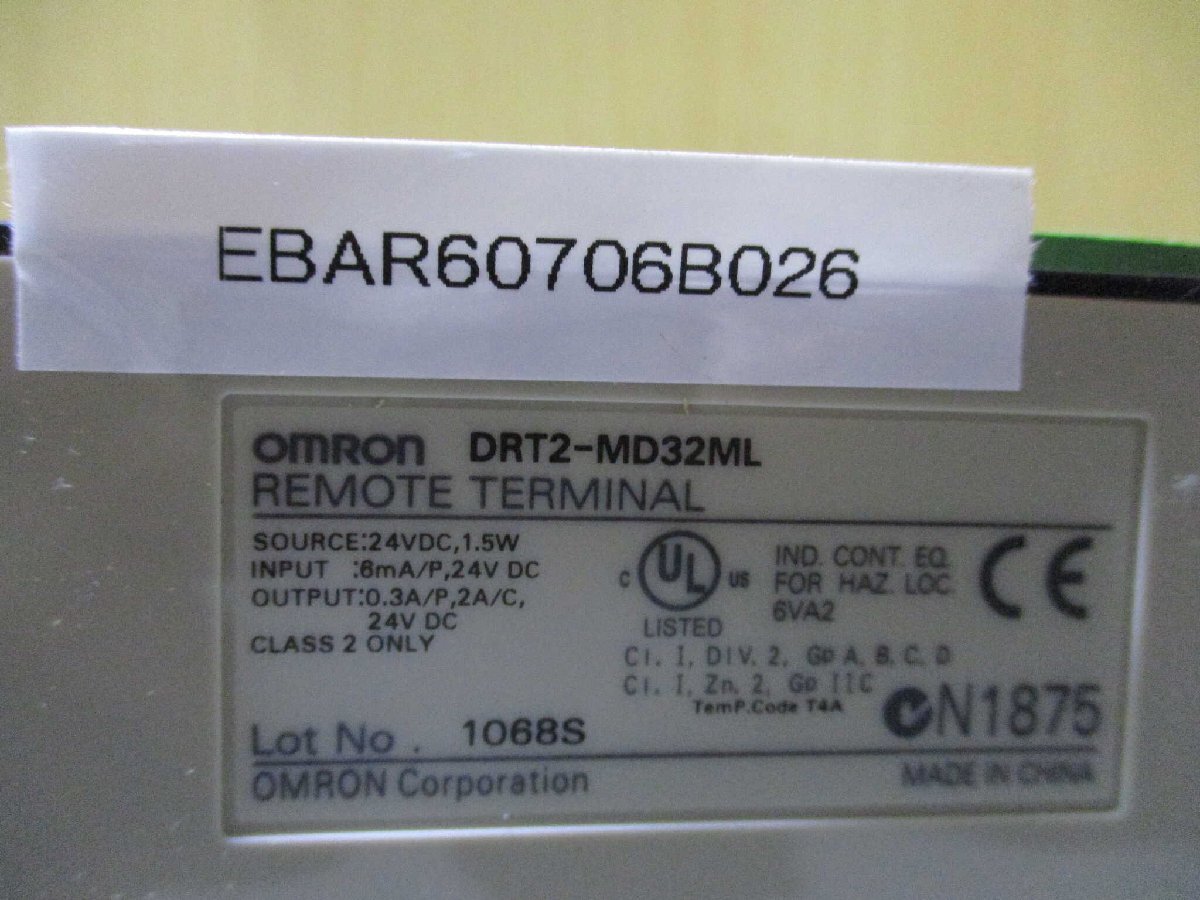 EBAR60706B026
OMRON DRT2-MD32ML
REMOTE TERMINAL
SOURCE:24VDC,1.5W
INPUT :6mA/P,24V DC
OUTPUT:0.3A/P,2A/C,
24V DC
CLASS 2 ONLY
C UL US
LISTED
IND. CONT. EQ.
FOR HAZ. LOC.
6VA2
CE
Cl. I, DIV. 2, Gp A, B, C, D
Cl. I, Zn. 2, Gp IIC
TemP.Code T4A
N1875
Lot No. 1068S
OMRON Corporation
MADE IN CHINA